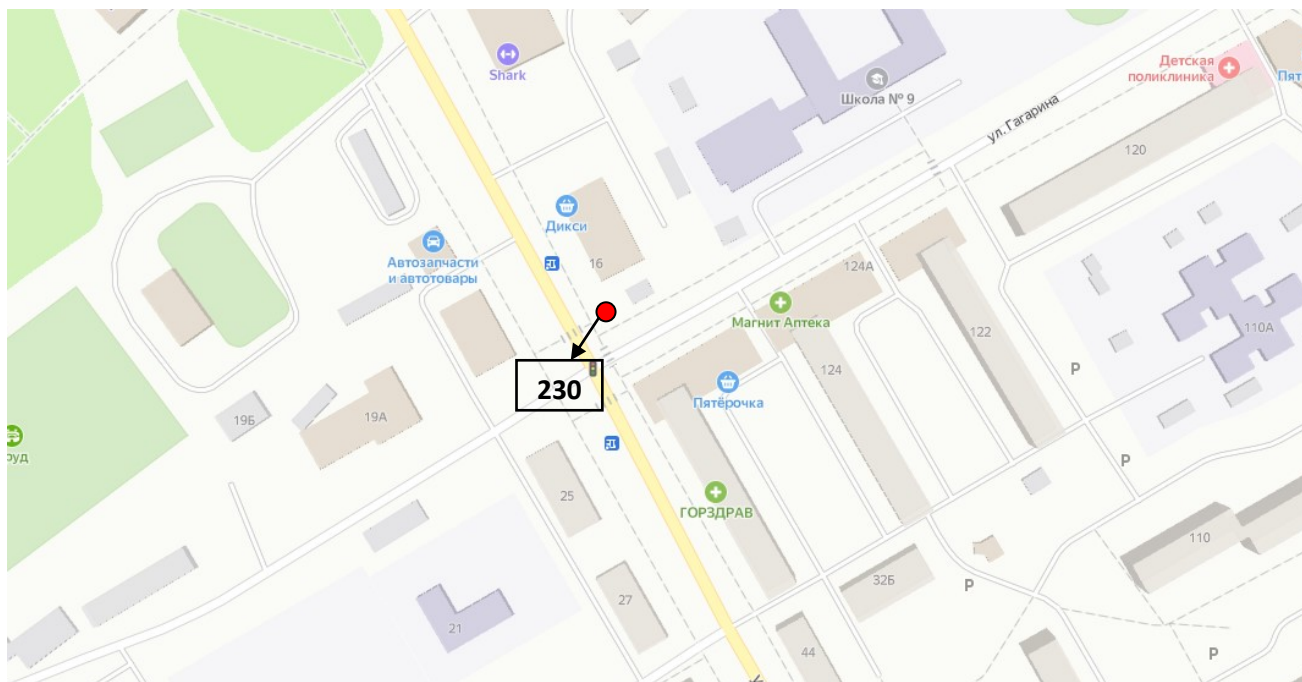 Shark
Детская
поликлиника
Пят
Школа № 9
ул. Гагарина
120
Дикси
16
Автозапчасти
и автотовары
124А
Магнит Аптека
122
110А
230
Р
124
Пятёрочка
19Б
19А
руд
Р
25
ГОРЗДРАВ
110
32Б
Р
27
21
44
Р